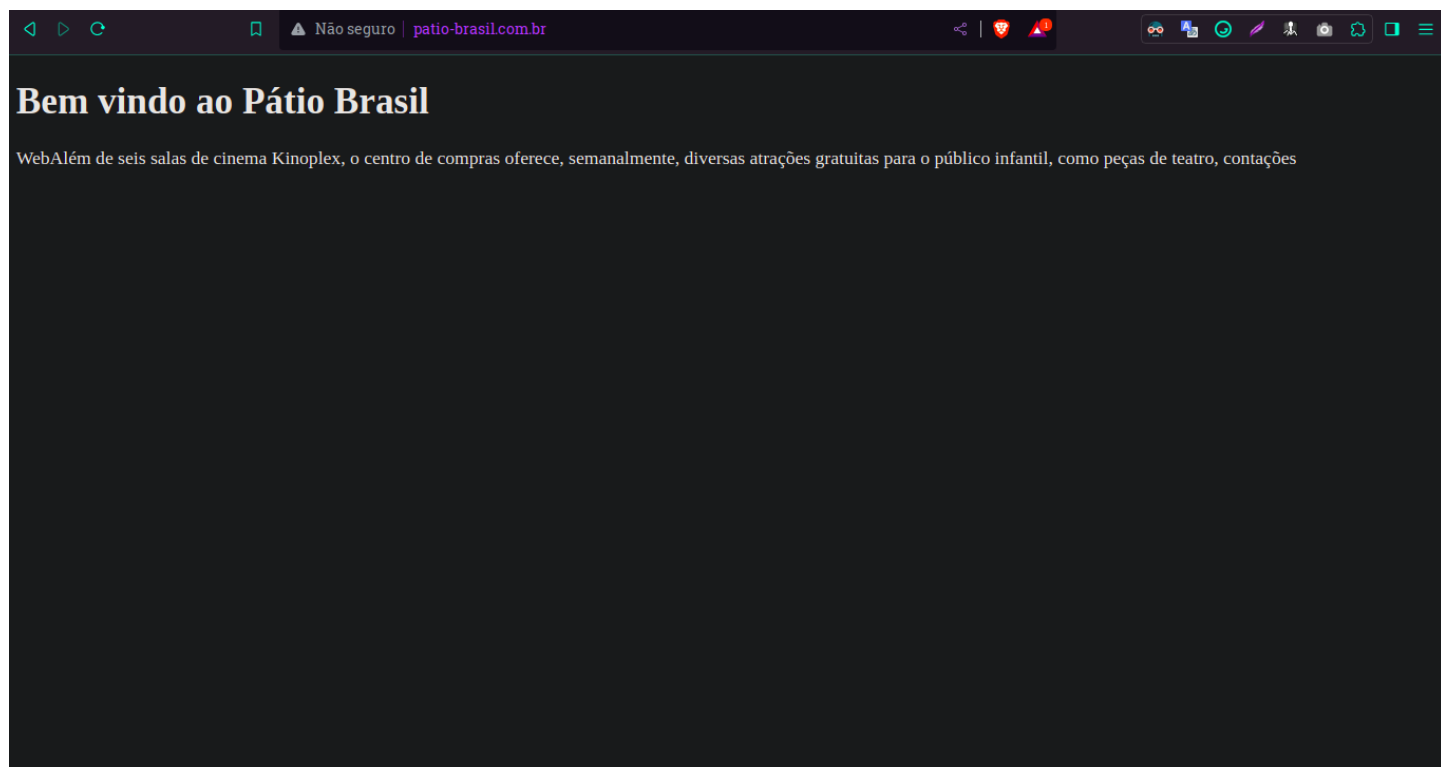 Não seguro patio-brasil.com.br
Bem vindo ao Pátio Brasil
WebAlém de seis salas de cinema Kinoplex, o centro de compras oferece, semanalmente, diversas atrações gratuitas para o público infantil, como peças de teatro, contações